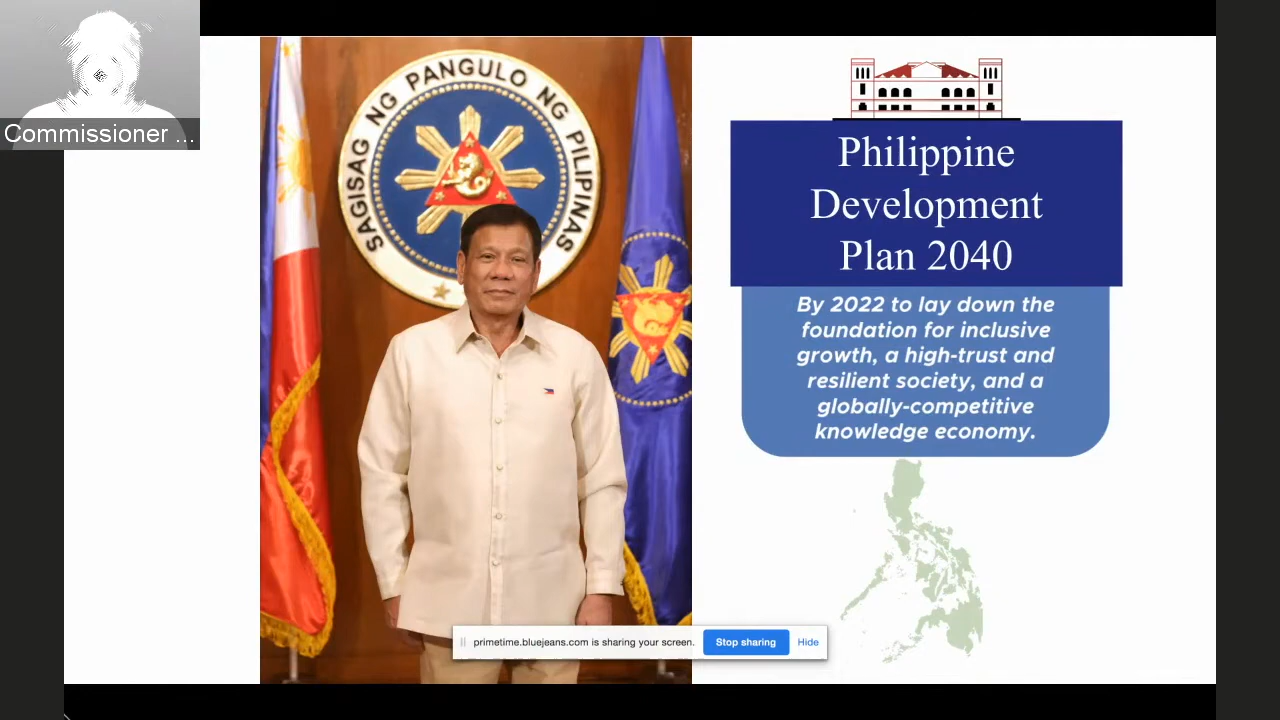 Commissioner ...
SAGISAG NG PANGULO NG PILIPINAS
Philippine
Development
Plan 2040
By 2022 to lay down the
foundation for inclusive
growth, a high-trust and
resilient society, and a
globally-competitive
knowledge economy.
primetime.bluejeans.com is sharing your screen. Stop sharing Hide